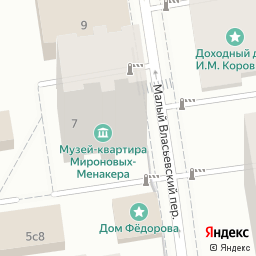 9
Доходный д
И.М. Коров
Малый Власьевский пер.
7
Музей-квартира
Мироновых-
Менакера
Дом Фёдорова
5с8
Яндекс